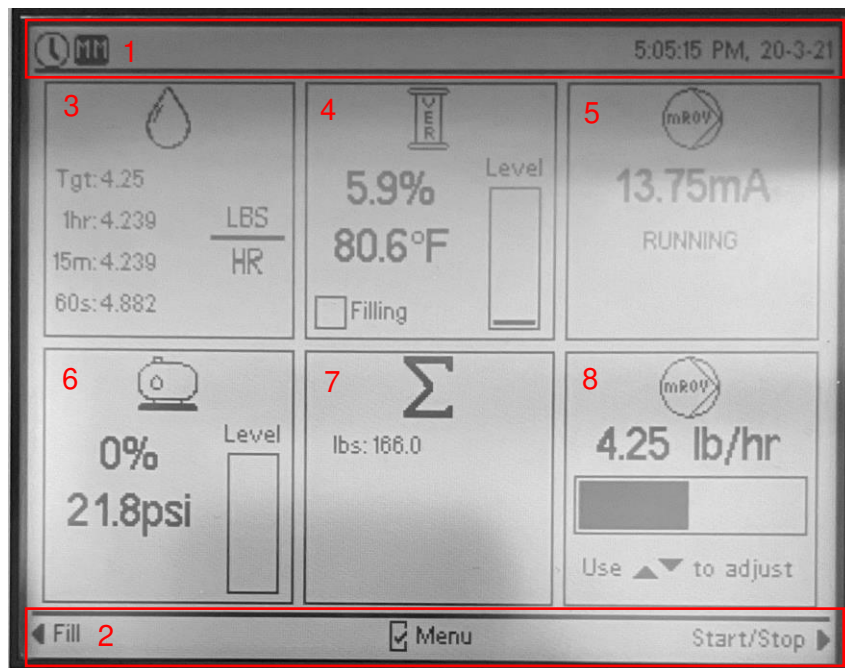 MM 1 5:05:15 PM, 20-3-21
3
Tgt: 4.25
1hr: 4.239
15m: 4.239
60s: 4.882
LBS
HR
4
VER
5.9%
80.6°F
Level
Filling
5
mROY
13.75mA
RUNNING
6
0%
21.8psi
Level
7
Σ
lbs: 166.0
8
mROY
4.25 lb/hr
Use ▲▼ to adjust
Fill 2 Menu Start/Stop